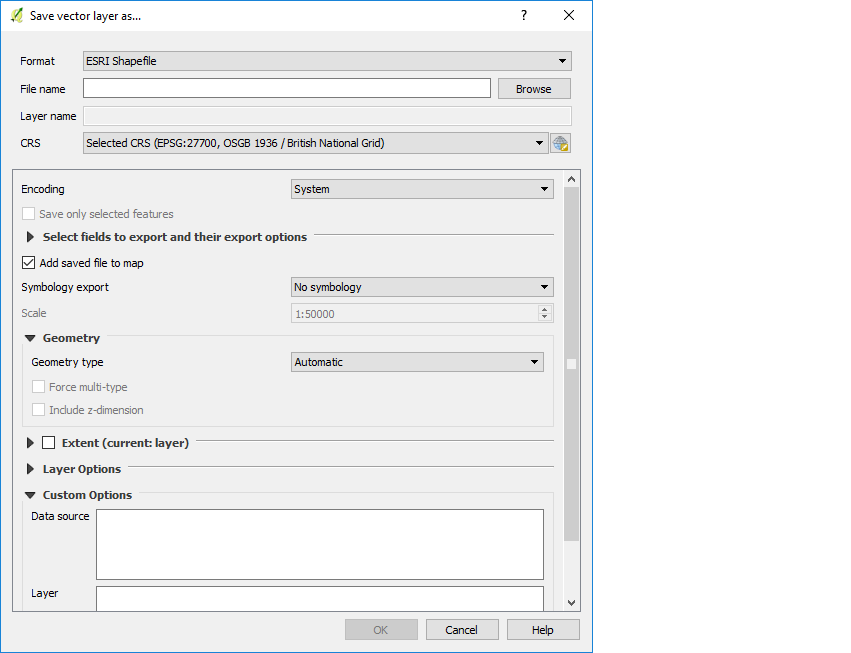 Save vector layer as...
?
Format ESRI Shapefile
File name Browse
Layer name
CRS Selected CRS (EPSG:27700, OSGB 1936 / British National Grid)
Encoding System
Save only selected features
Select fields to export and their export options
Add saved file to map
Symbology export No symbology
Scale 1:50000
Geometry
Geometry type Automatic
Force multi-type
Include z-dimension
Extent (current: layer)
Layer Options
Custom Options
Data source
Layer
OK Cancel Help